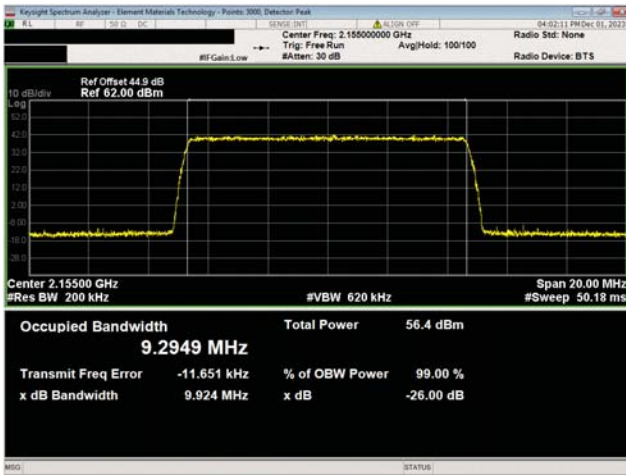 Keysight Spectrum Analyzer - Element Materials Technology - Points: 3000, Detector: Peak
RL RF 50 Ω DC SENSE:INT ALIGN OFF 04:02:11 PM Dec 01, 2023
Center Freq: 2.155000000 GHz Radio Std: None
Trig: Free Run Avg|Hold: 100/100
#IFGain:Low #Atten: 30 dB Radio Device: BTS
Ref Offset 44.9 dB
10 dB/div Ref 62.00 dBm
Log
52.0
42.0
32.0
22.0
12.0
2.00
-8.00
-18.0
-28.0
Center 2.15500 GHz Span 20.00 MHz
#Res BW 200 kHz #VBW 620 kHz #Sweep 50.18 ms
Occupied Bandwidth Total Power 56.4 dBm
9.2949 MHz
Transmit Freq Error -11.651 kHz % of OBW Power 99.00 %
x dB Bandwidth 9.924 MHz x dB -26.00 dB
MSG STATUS